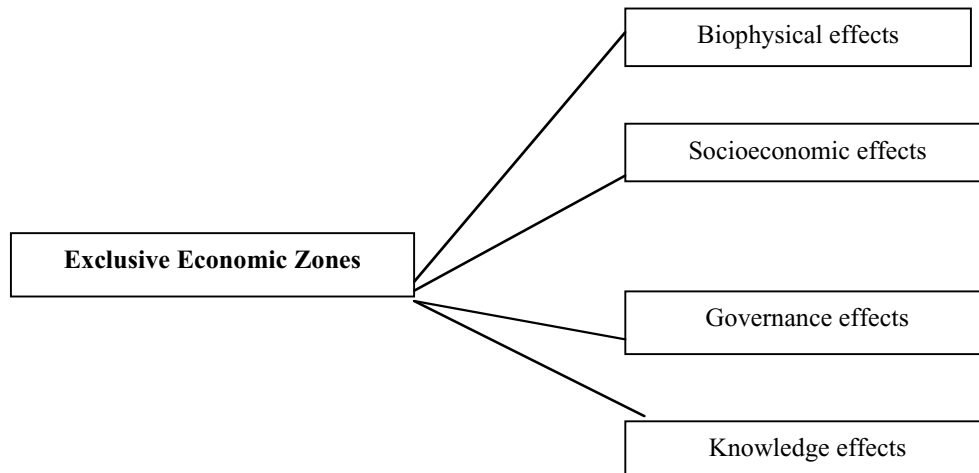 Biophysical effects
Socioeconomic effects
Exclusive Economic Zones
Governance effects
Knowledge effects